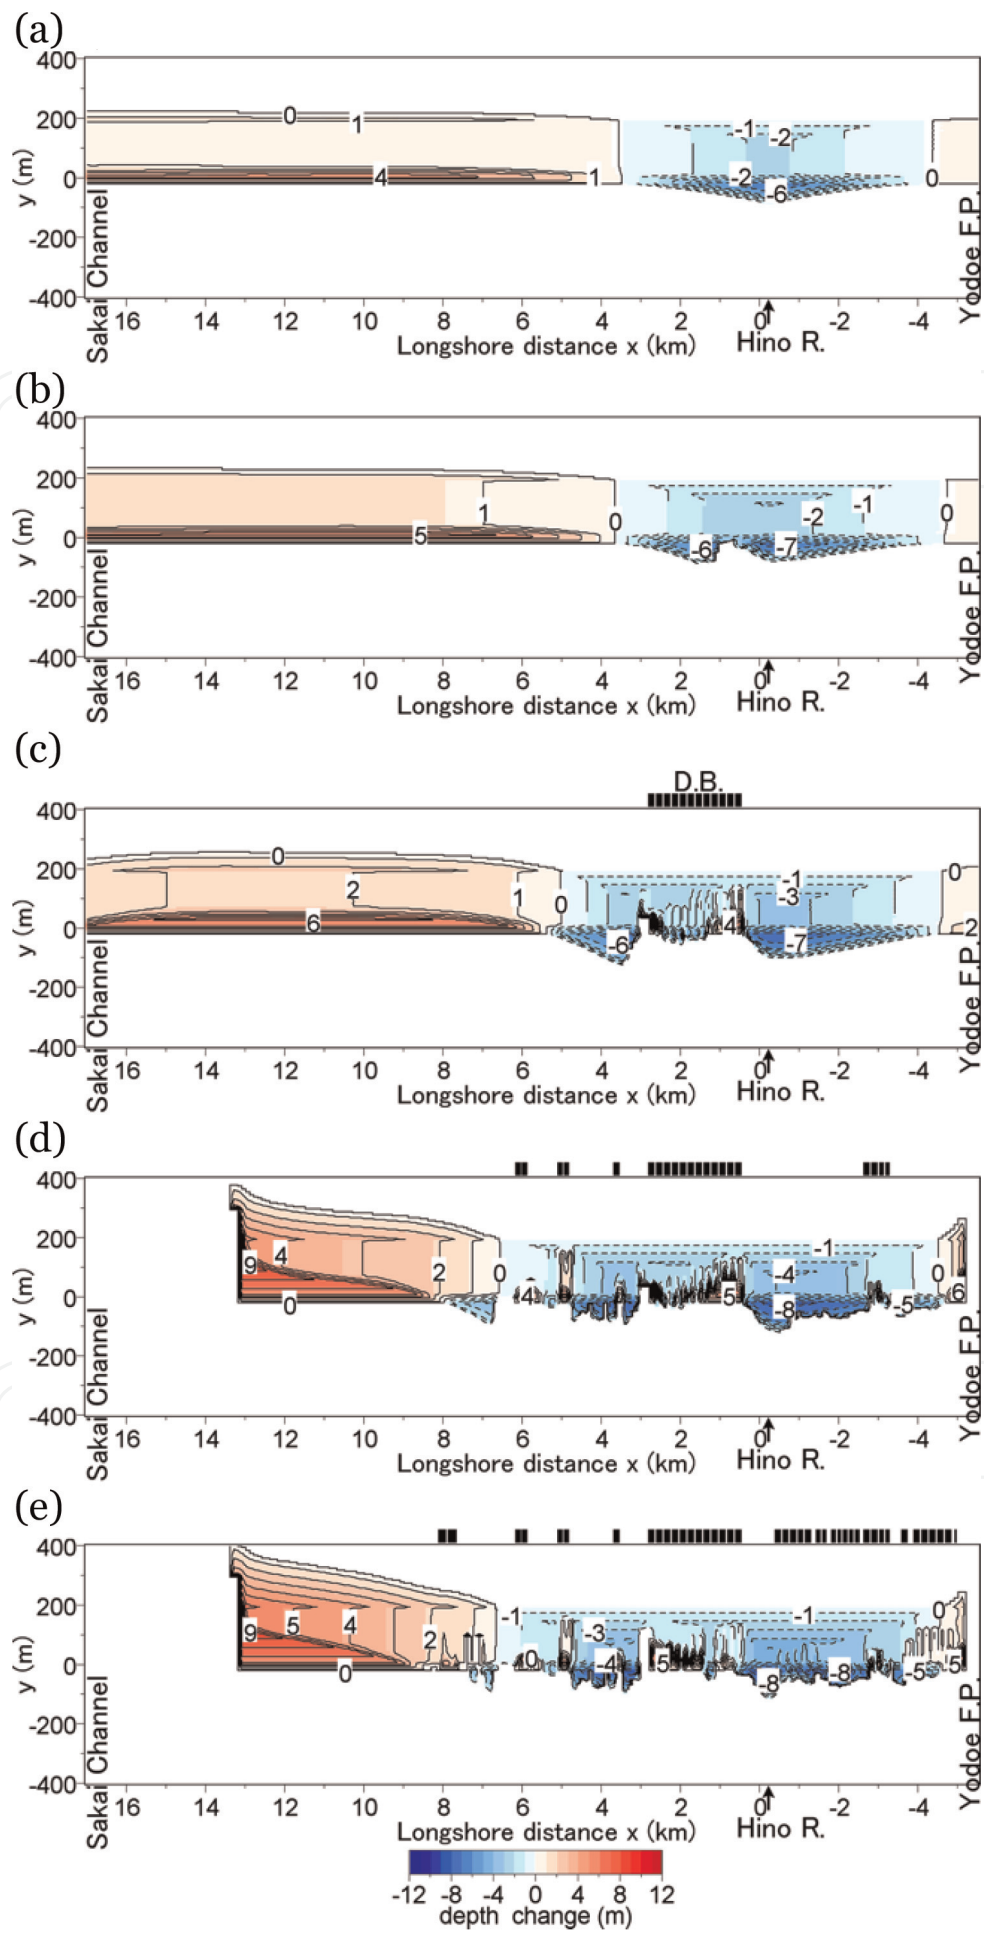 (a)
400
200
0
-200
-400
y (m)
0
1
4
1
-1
-2
-2
-6
0
Sakai Channel
Yodoe F.P.
16 14 12 10 8 6 4 2 0 -2 -4
Longshore distance x (km)
Hino R.
(b)
400
200
0
-200
-400
y (m)
1
5
0
-6
-7
-2
-1
0
Sakai Channel
Yodoe F.P.
16 14 12 10 8 6 4 2 0 -2 -4
Longshore distance x (km)
Hino R.
(c)
D.B.
400
200
0
-200
-400
y (m)
0
2
6
1
0
-6
4
-1
-3
-7
0
2
Sakai Channel
Yodoe F.P.
16 14 12 10 8 6 4 2 0 -2 -4
Longshore distance x (km)
Hino R.
(d)
400
200
0
-200
-400
y (m)
9
4
0
2
0
4
5
-1
-4
-8
-5
0
6
Sakai Channel
Yodoe F.P.
16 14 12 10 8 6 4 2 0 -2 -4
Longshore distance x (km)
Hino R.
(e)
400
200
0
-200
-400
y (m)
9
5
4
0
2
-1
0
-3
-4
5
-1
-8
-8
-5
0
5
Sakai Channel
Yodoe F.P.
16 14 12 10 8 6 4 2 0 -2 -4
Longshore distance x (km)
Hino R.
-12 -8 -4 0 4 8 12
depth change (m)